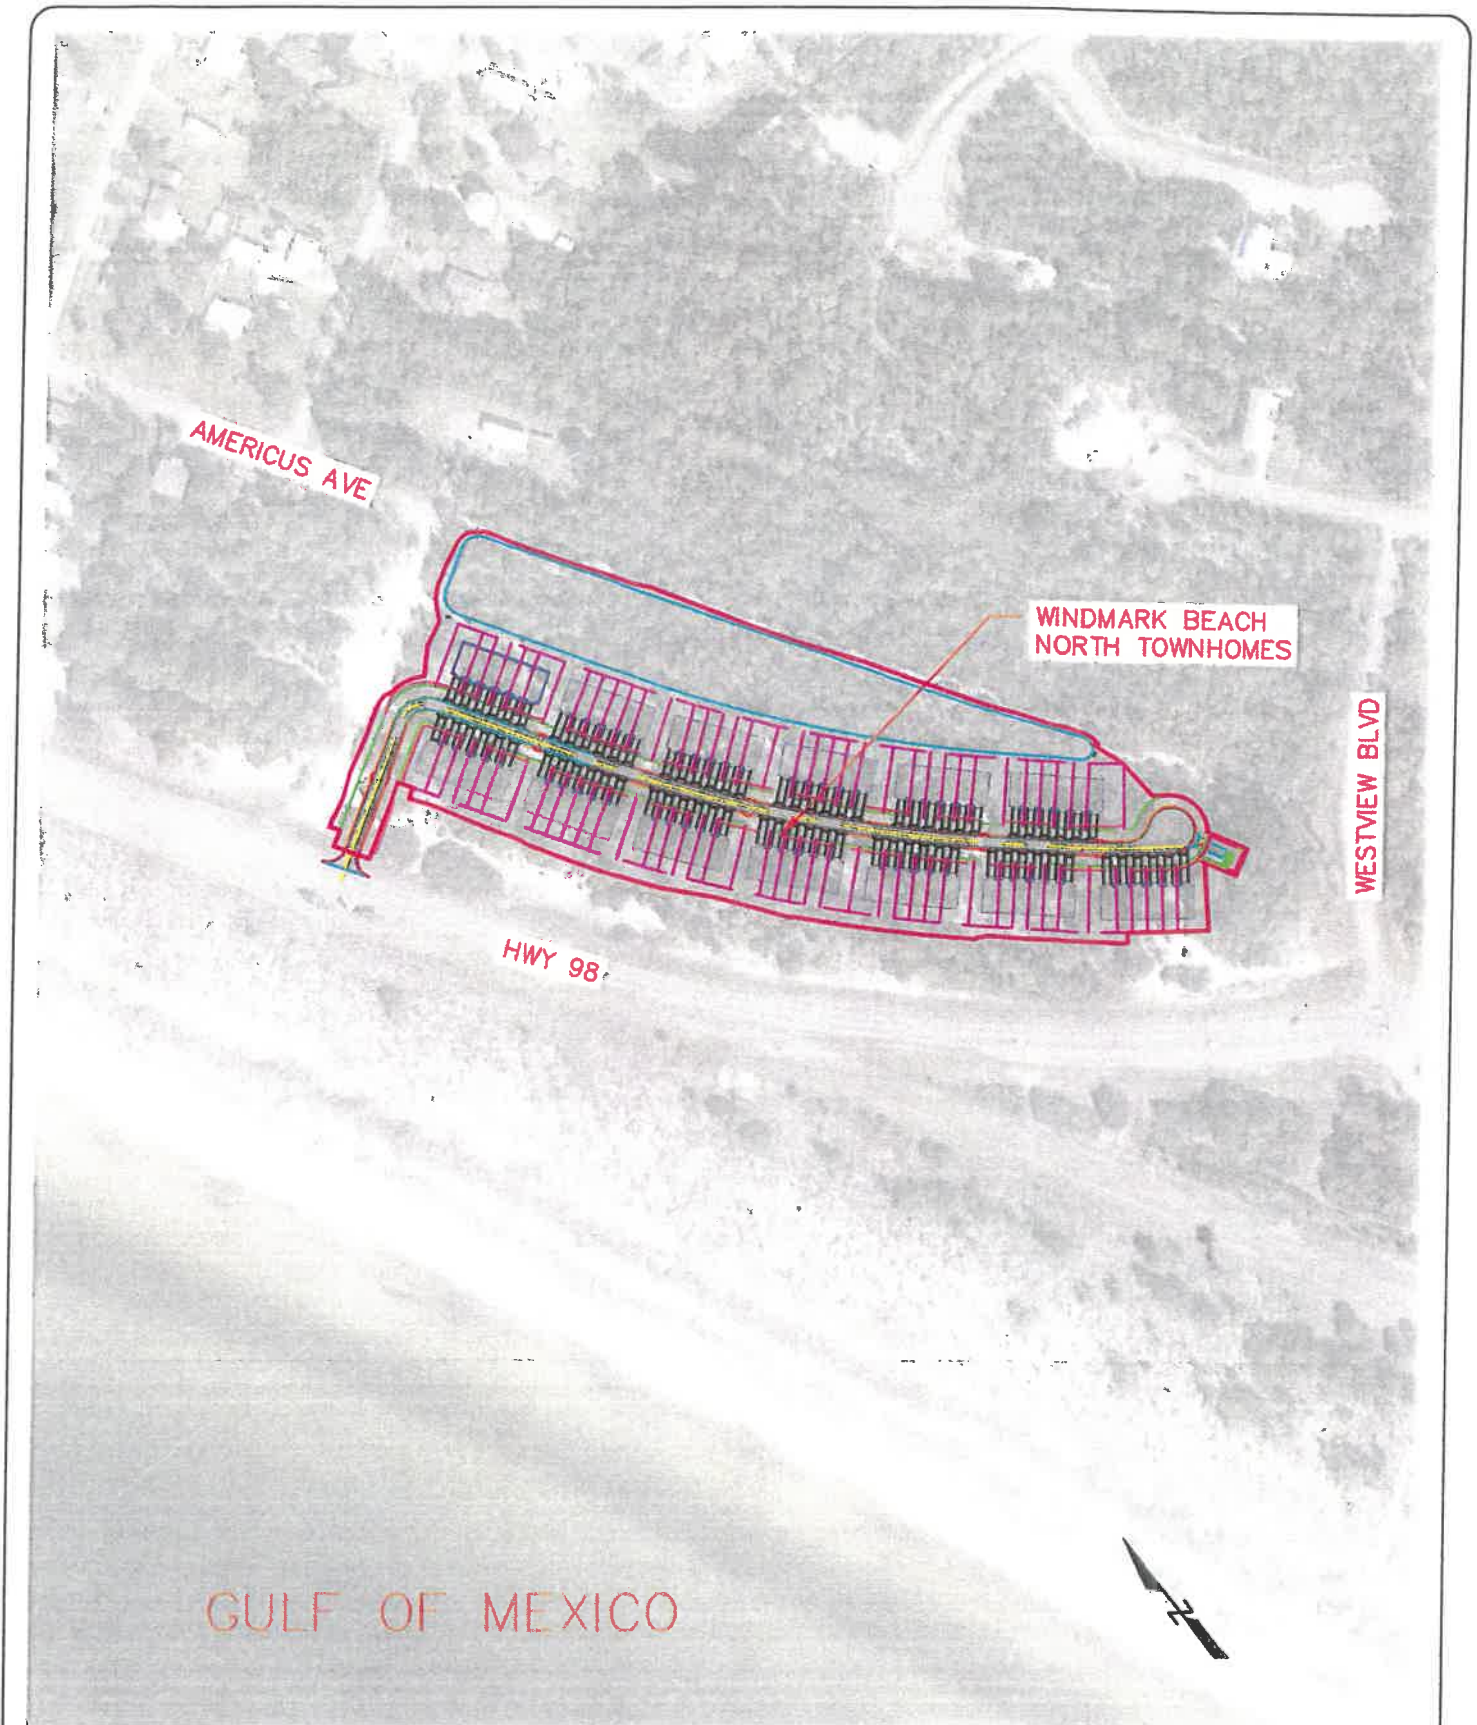 AMERICUS AVE
WINDMARK BEACH
NORTH TOWNHOMES
WESTVIEW BLVD
HWY 98
GULF OF MEXICO
N